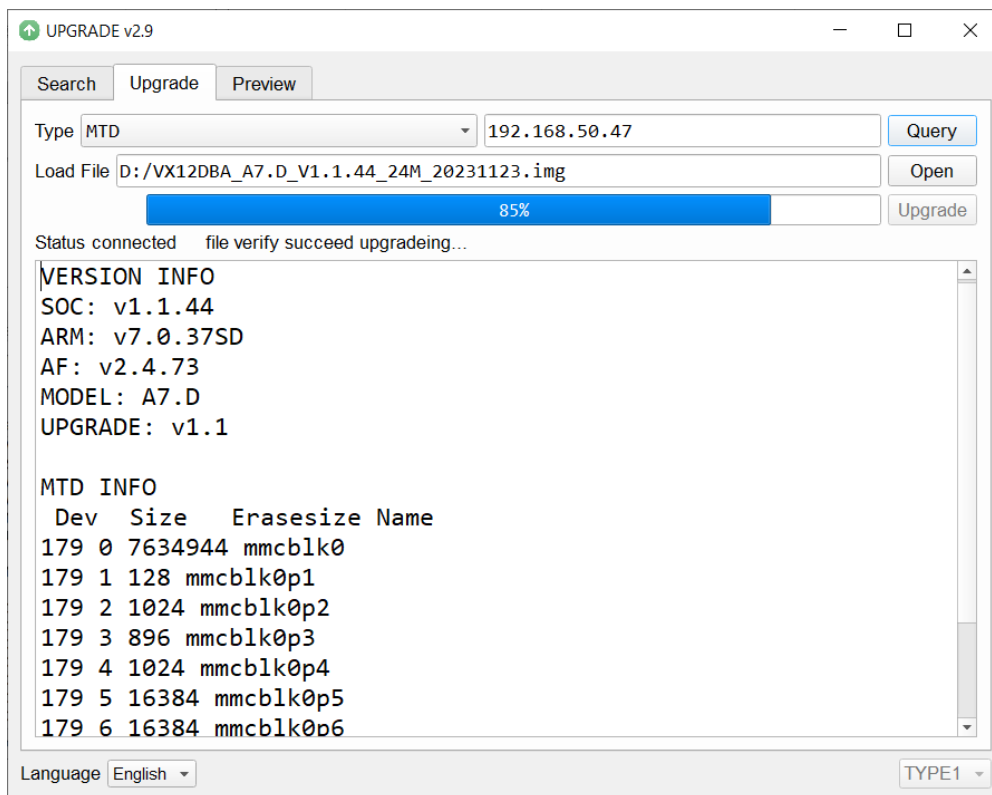 UPGRADE v2.9
Search Upgrade Preview
Type MTD 192.168.50.47 Query
Load File D:/VX12DBA_A7.D_V1.1.44_24M_20231123.img Open
85% Upgrade
Status connected file verify succeed upgradeing...
VERSION INFO
SOC: v1.1.44
ARM: v7.0.37SD
AF: v2.4.73
MODEL: A7.D
UPGRADE: v1.1
MTD INFO
Dev Size Erasesize Name
179 0 7634944 mmcblk0
179 1 128 mmcblk0p1
179 2 1024 mmcblk0p2
179 3 896 mmcblk0p3
179 4 1024 mmcblk0p4
179 5 16384 mmcblk0p5
179 6 16384 mmcblk0p6
Language English TYPE1